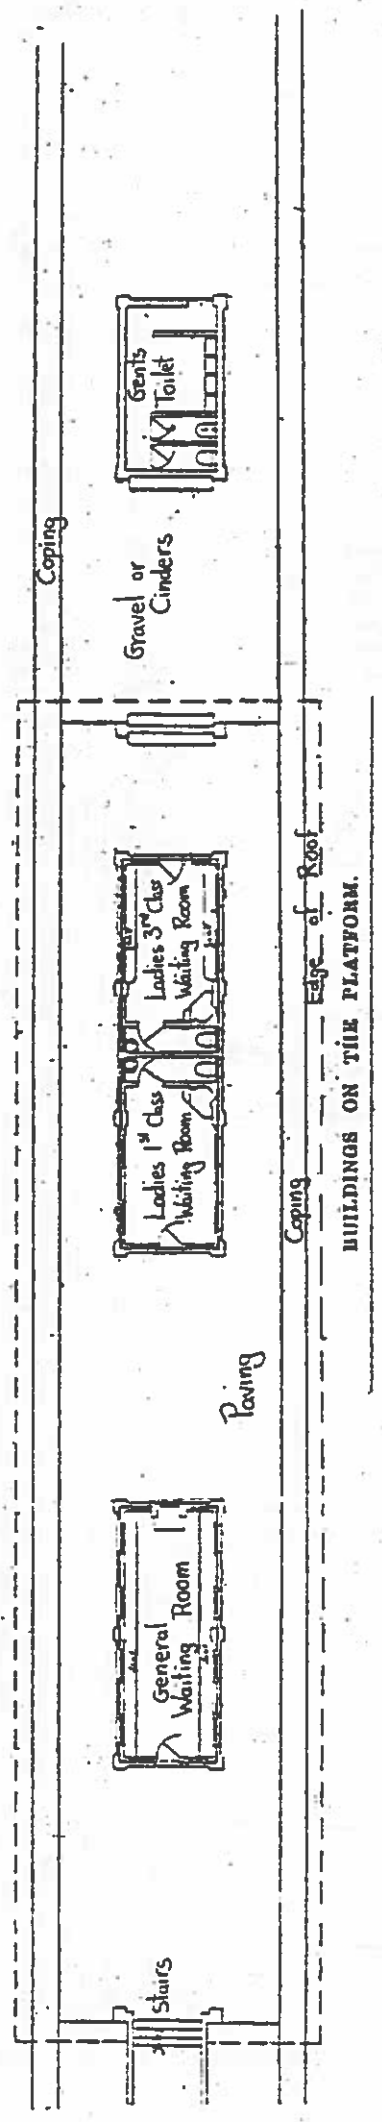 Coping
Gents
Toilet
Gravel or
Cinders
Ladies 3rd Class
Waiting Room
Ladies 1st Class
Waiting Room
Edge of Roof
Coping
Paving
General
Waiting Room
Stairs
BUILDINGS ON THE PLATFORM.